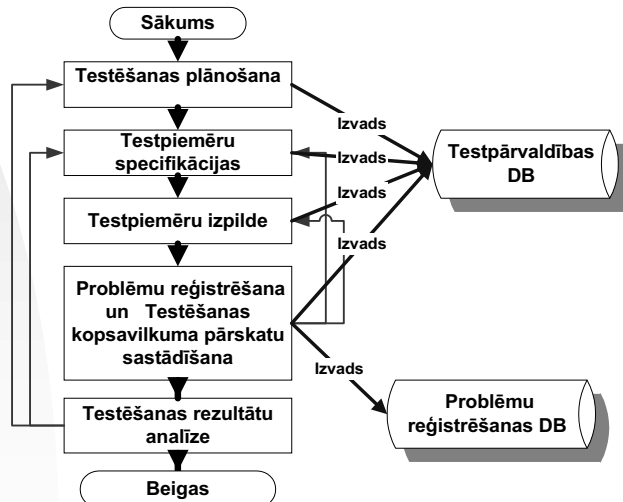 Sākums
Testēšanas plānošana
Izvads
Testpiemēru
specifikācijas
Izvads
Testpārvaldības
DB
Izvads
Testpiemēru izpilde
Izvads
Problēmu reģistrēšana
un Testēšanas
kopsavilkuma pārskatu
sastādīšana
Izvads
Problēmu
reģistrēšanas DB
Testēšanas rezultātu
analīze
Beigas